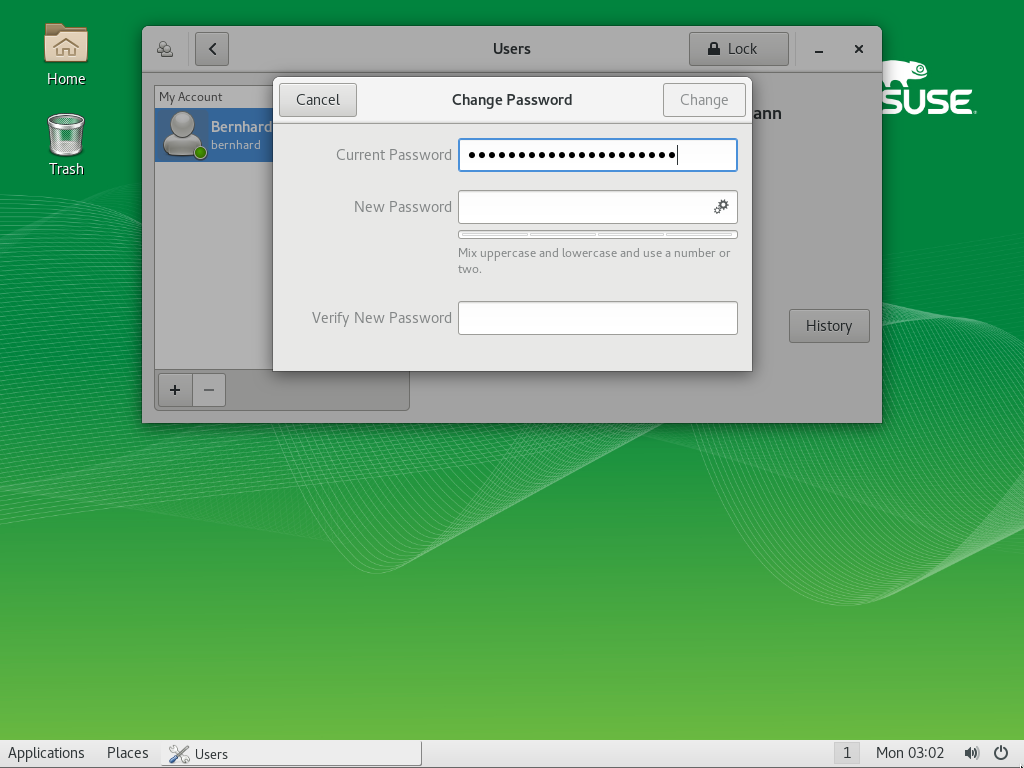 Home
Trash
Users
Lock
SUSE
My Account
Bernhard
bernhard
ann
Cancel
Change Password
Change
Current Password
●●●●●●●●●●●●●●●●●●●●●
New Password
Mix uppercase and lowercase and use a number or
two.
Verify New Password
History
+
−
Applications
Places
Users
1
Mon 03:02